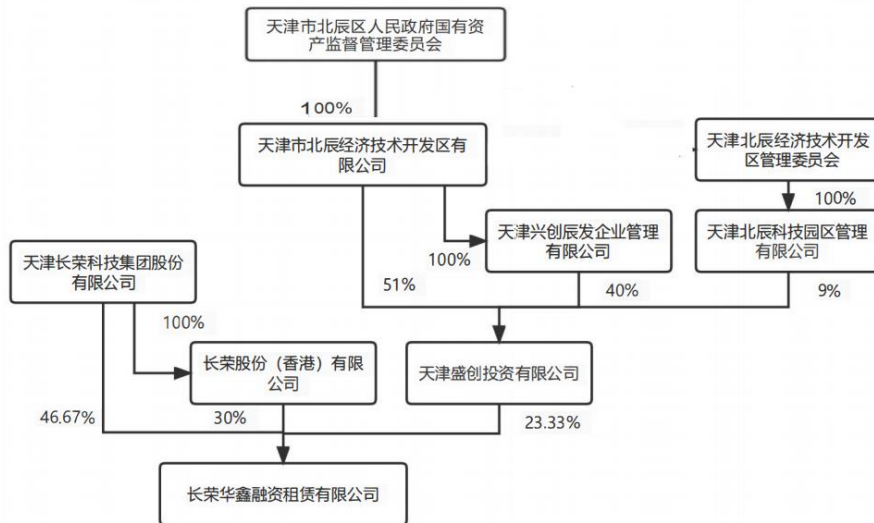 天津市北辰区人民政府国有资
产监督管理委员会
100%
天津市北辰经济技术开发区有
限公司
天津北辰经济技术开发
区管理委员会
100%
天津兴创辰发企业管理
有限公司
天津北辰科技园区管理
有限公司
100%
天津长荣科技集团股份
有限公司
51%
40%
9%
100%
长荣股份（香港）有限
公司
天津盛创投资有限公司
46.67%
30%
23.33%
长荣华鑫融资租赁有限公司